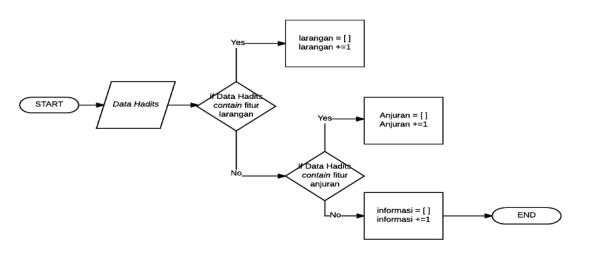 START
Data Hadits
If Data Hadits
contain fitur
larangan
Yes
larangan = [ ]
larangan +=1
No
if Data Hadits
contain fitur
anjuran
Yes
Anjuran = [ ]
Anjuran +=1
No
informasi = [ ]
informasi +=1
END